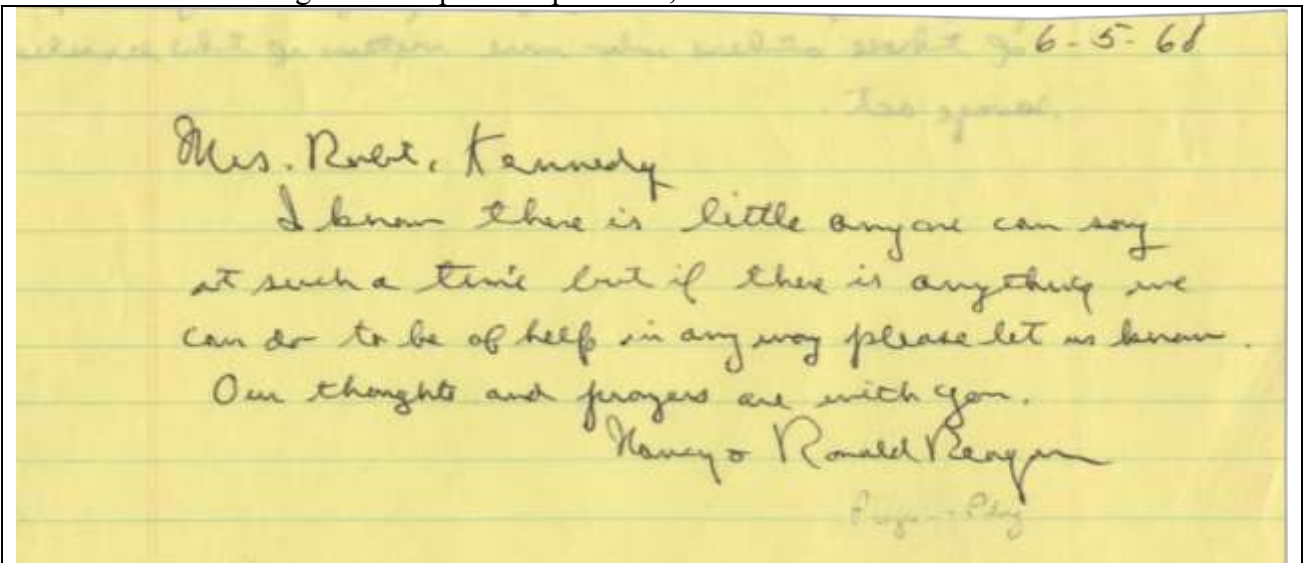 6-5-68
Mrs. Robt. Kennedy
I know there is little anyone can say
at such a time but if there is anything we
can do to be of help in any way please let us know.
Our thoughts and prayers are with you.
Nancy & Ronald Reagan